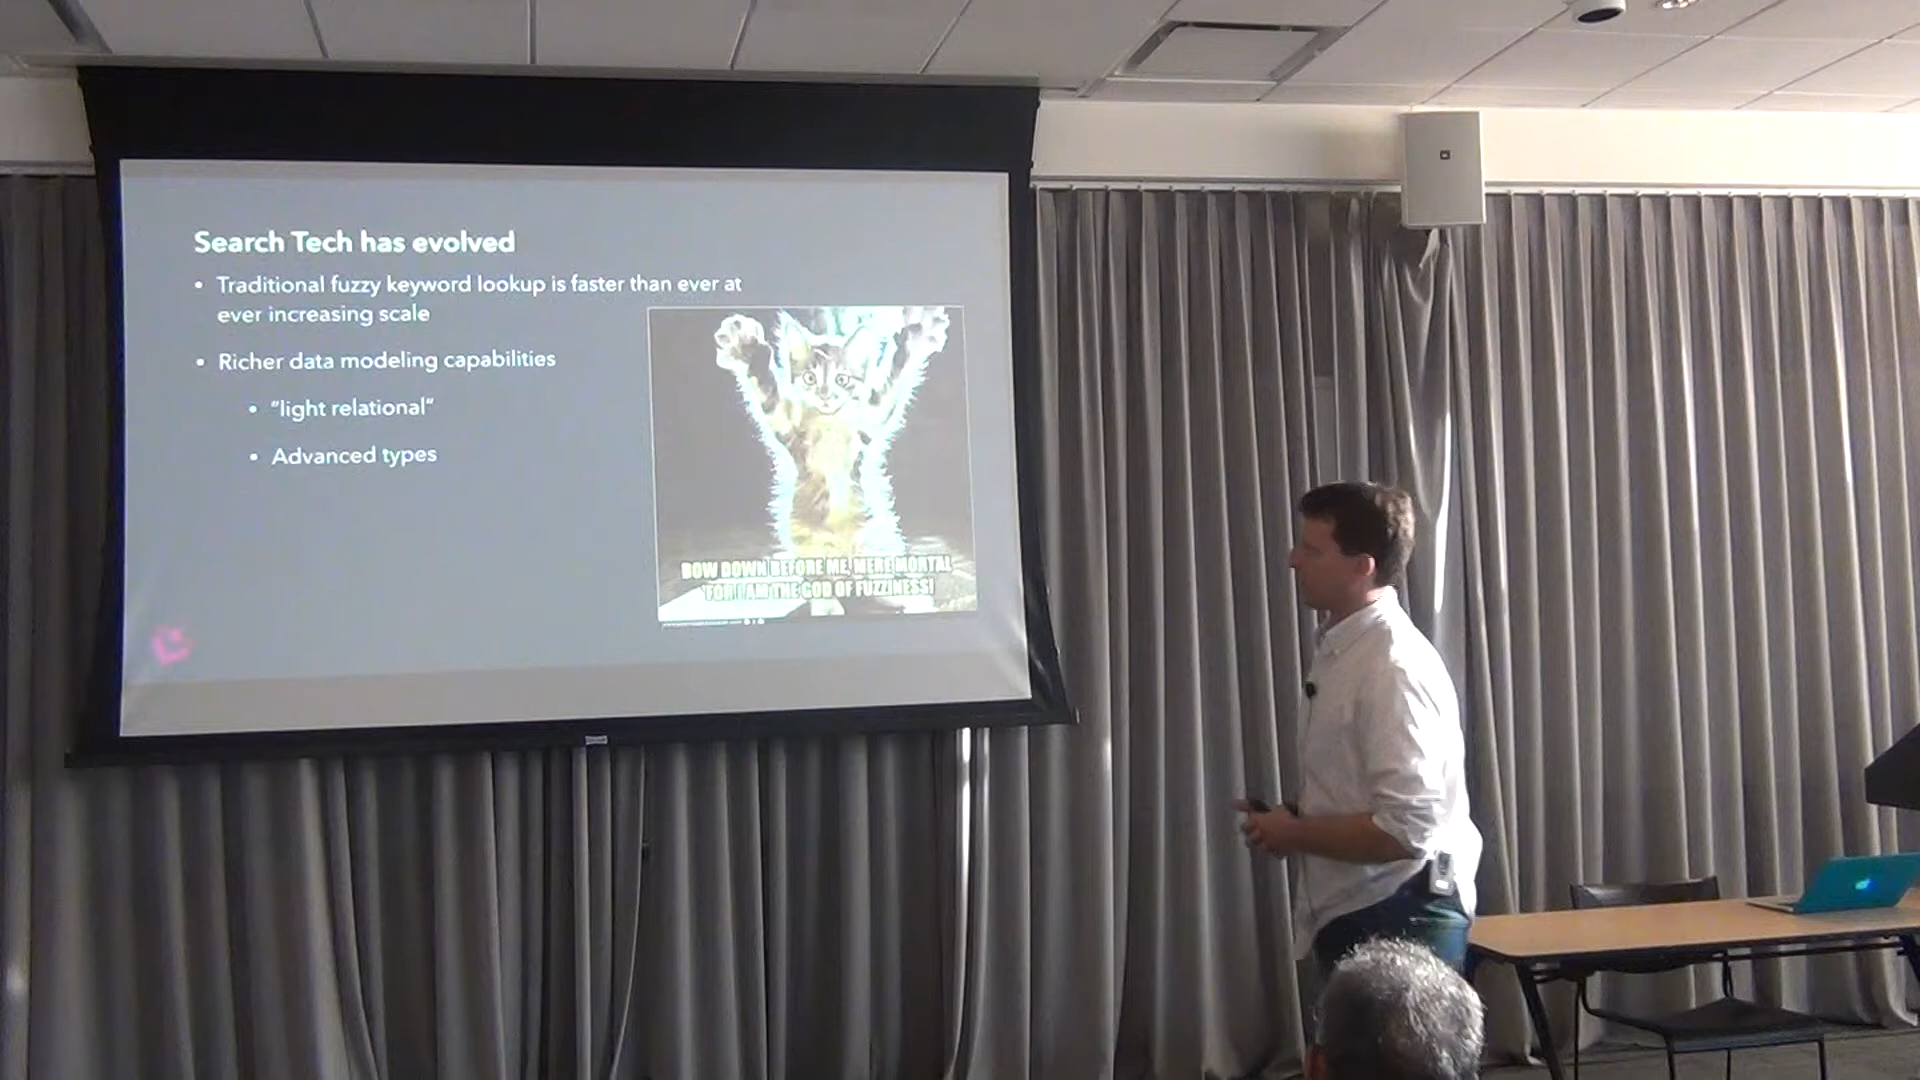 Search Tech has evolved
• Traditional fuzzy keyword lookup is faster than ever at
ever increasing scale
• Richer data modeling capabilities
• "light relational"
• Advanced types
BOW DOWN BEFORE ME, MERE MORTAL
FOR I AM THE GOD OF FUZZINESS!